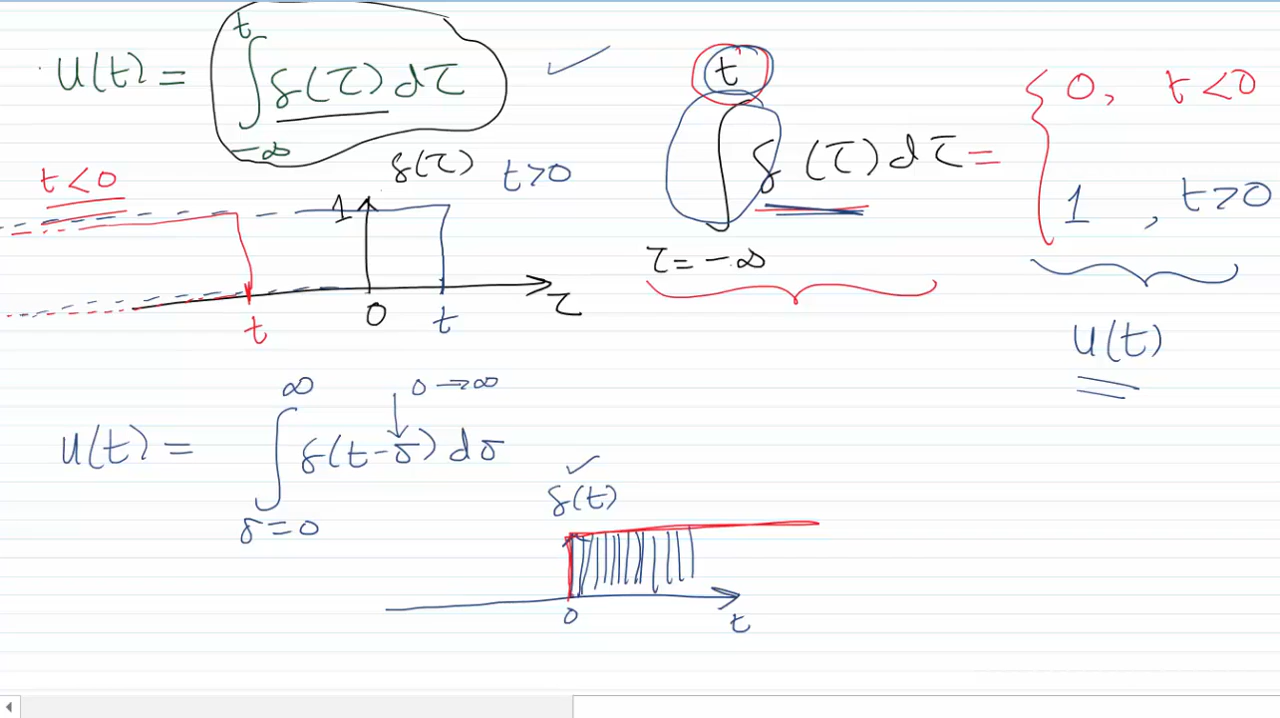 u(t) = ∫_{-∞}^{t} δ(τ) dτ ✓
∫_{τ=-∞}^{t} δ(τ) dτ = { 0, t<0
1, t>0
u(t)
t<0
δ(τ) t>0
1
t 0 t τ
u(t) = ∫_{σ=0}^{∞} δ(t-σ) dσ
0→∞
δ(t)
0 t